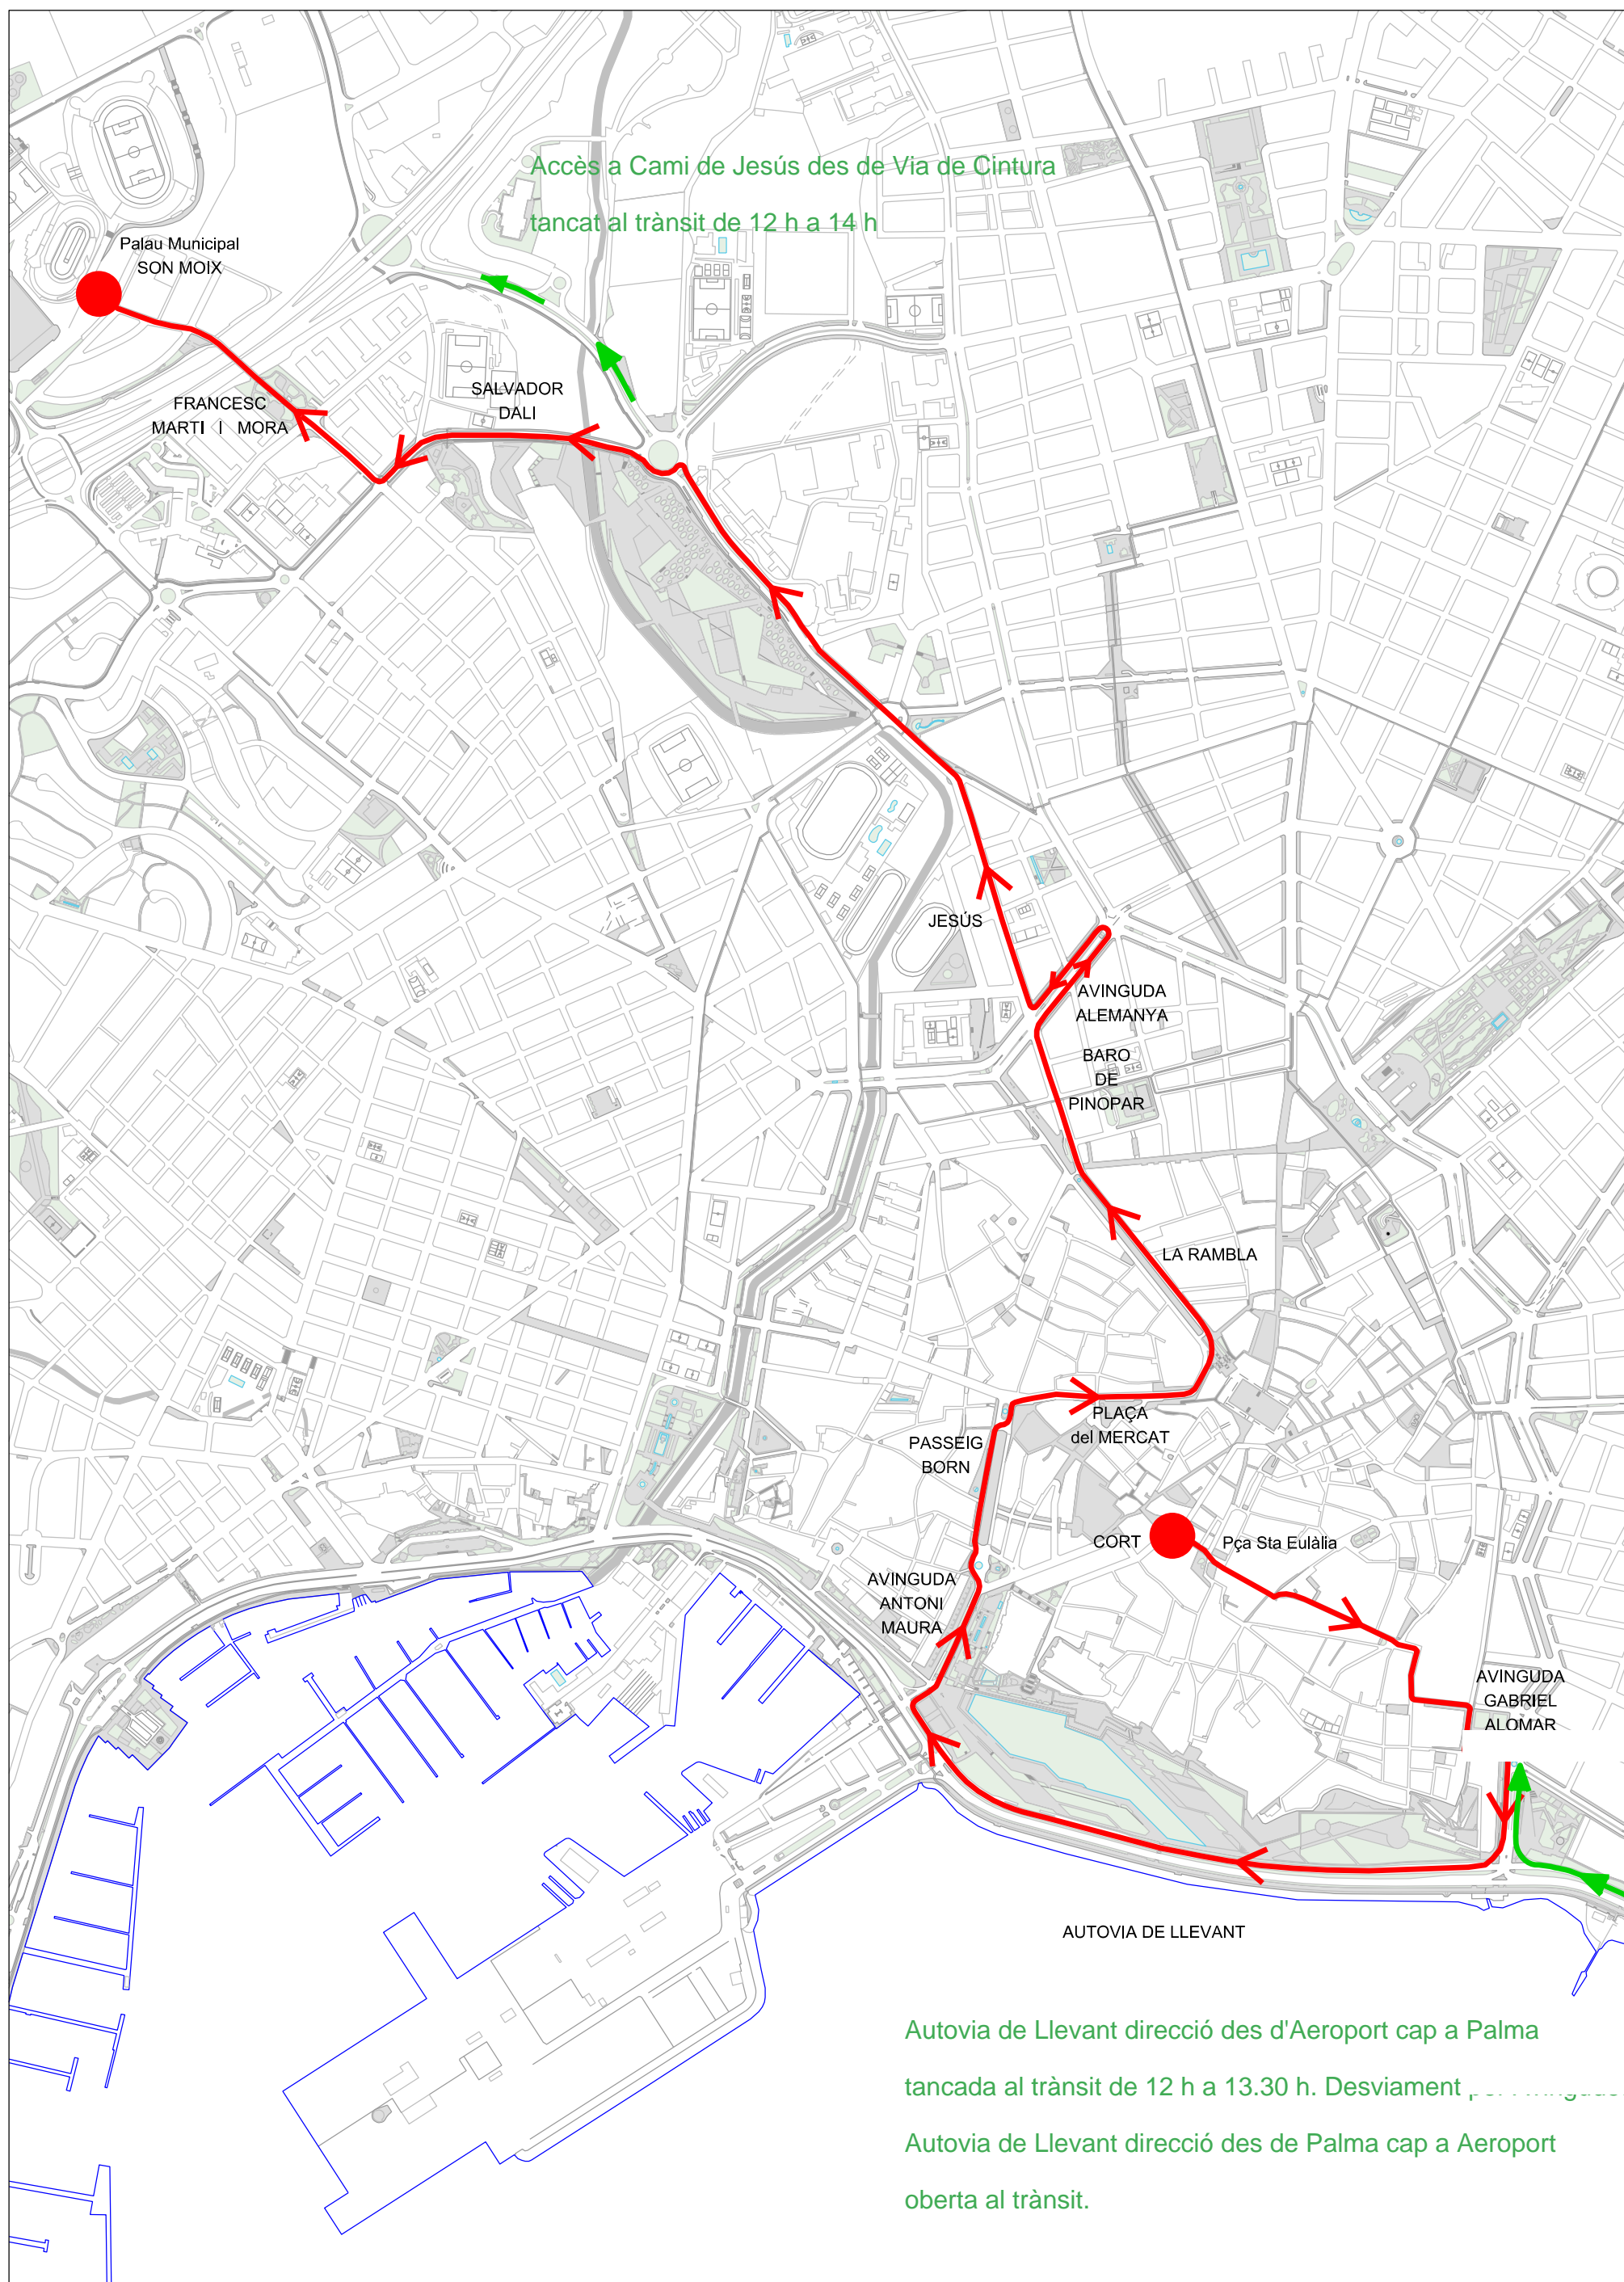 Accès a Cami de Jesús des de Via de Cintura
tancat al trànsit de 12 h a 14 h
Palau Municipal
SON MOIX
SALVADOR
DALI
FRANCESC
MARTI I MORA
JESÚS
AVINGUDA
ALEMANYA
BARO
DE
PINOPAR
LA RAMBLA
PLAÇA
del MERCAT
PASSEIG
BORN
CORT
Pça Sta Eulàlia
AVINGUDA
ANTONI
MAURA
AVINGUDA
GABRIEL
ALOMAR
AUTOVIA DE LLEVANT
Autovia de Llevant direcció des d'Aeroport cap a Palma
tancada al trànsit de 12 h a 13.30 h. Desviament
Autovia de Llevant direcció des de Palma cap a Aeroport
oberta al trànsit.